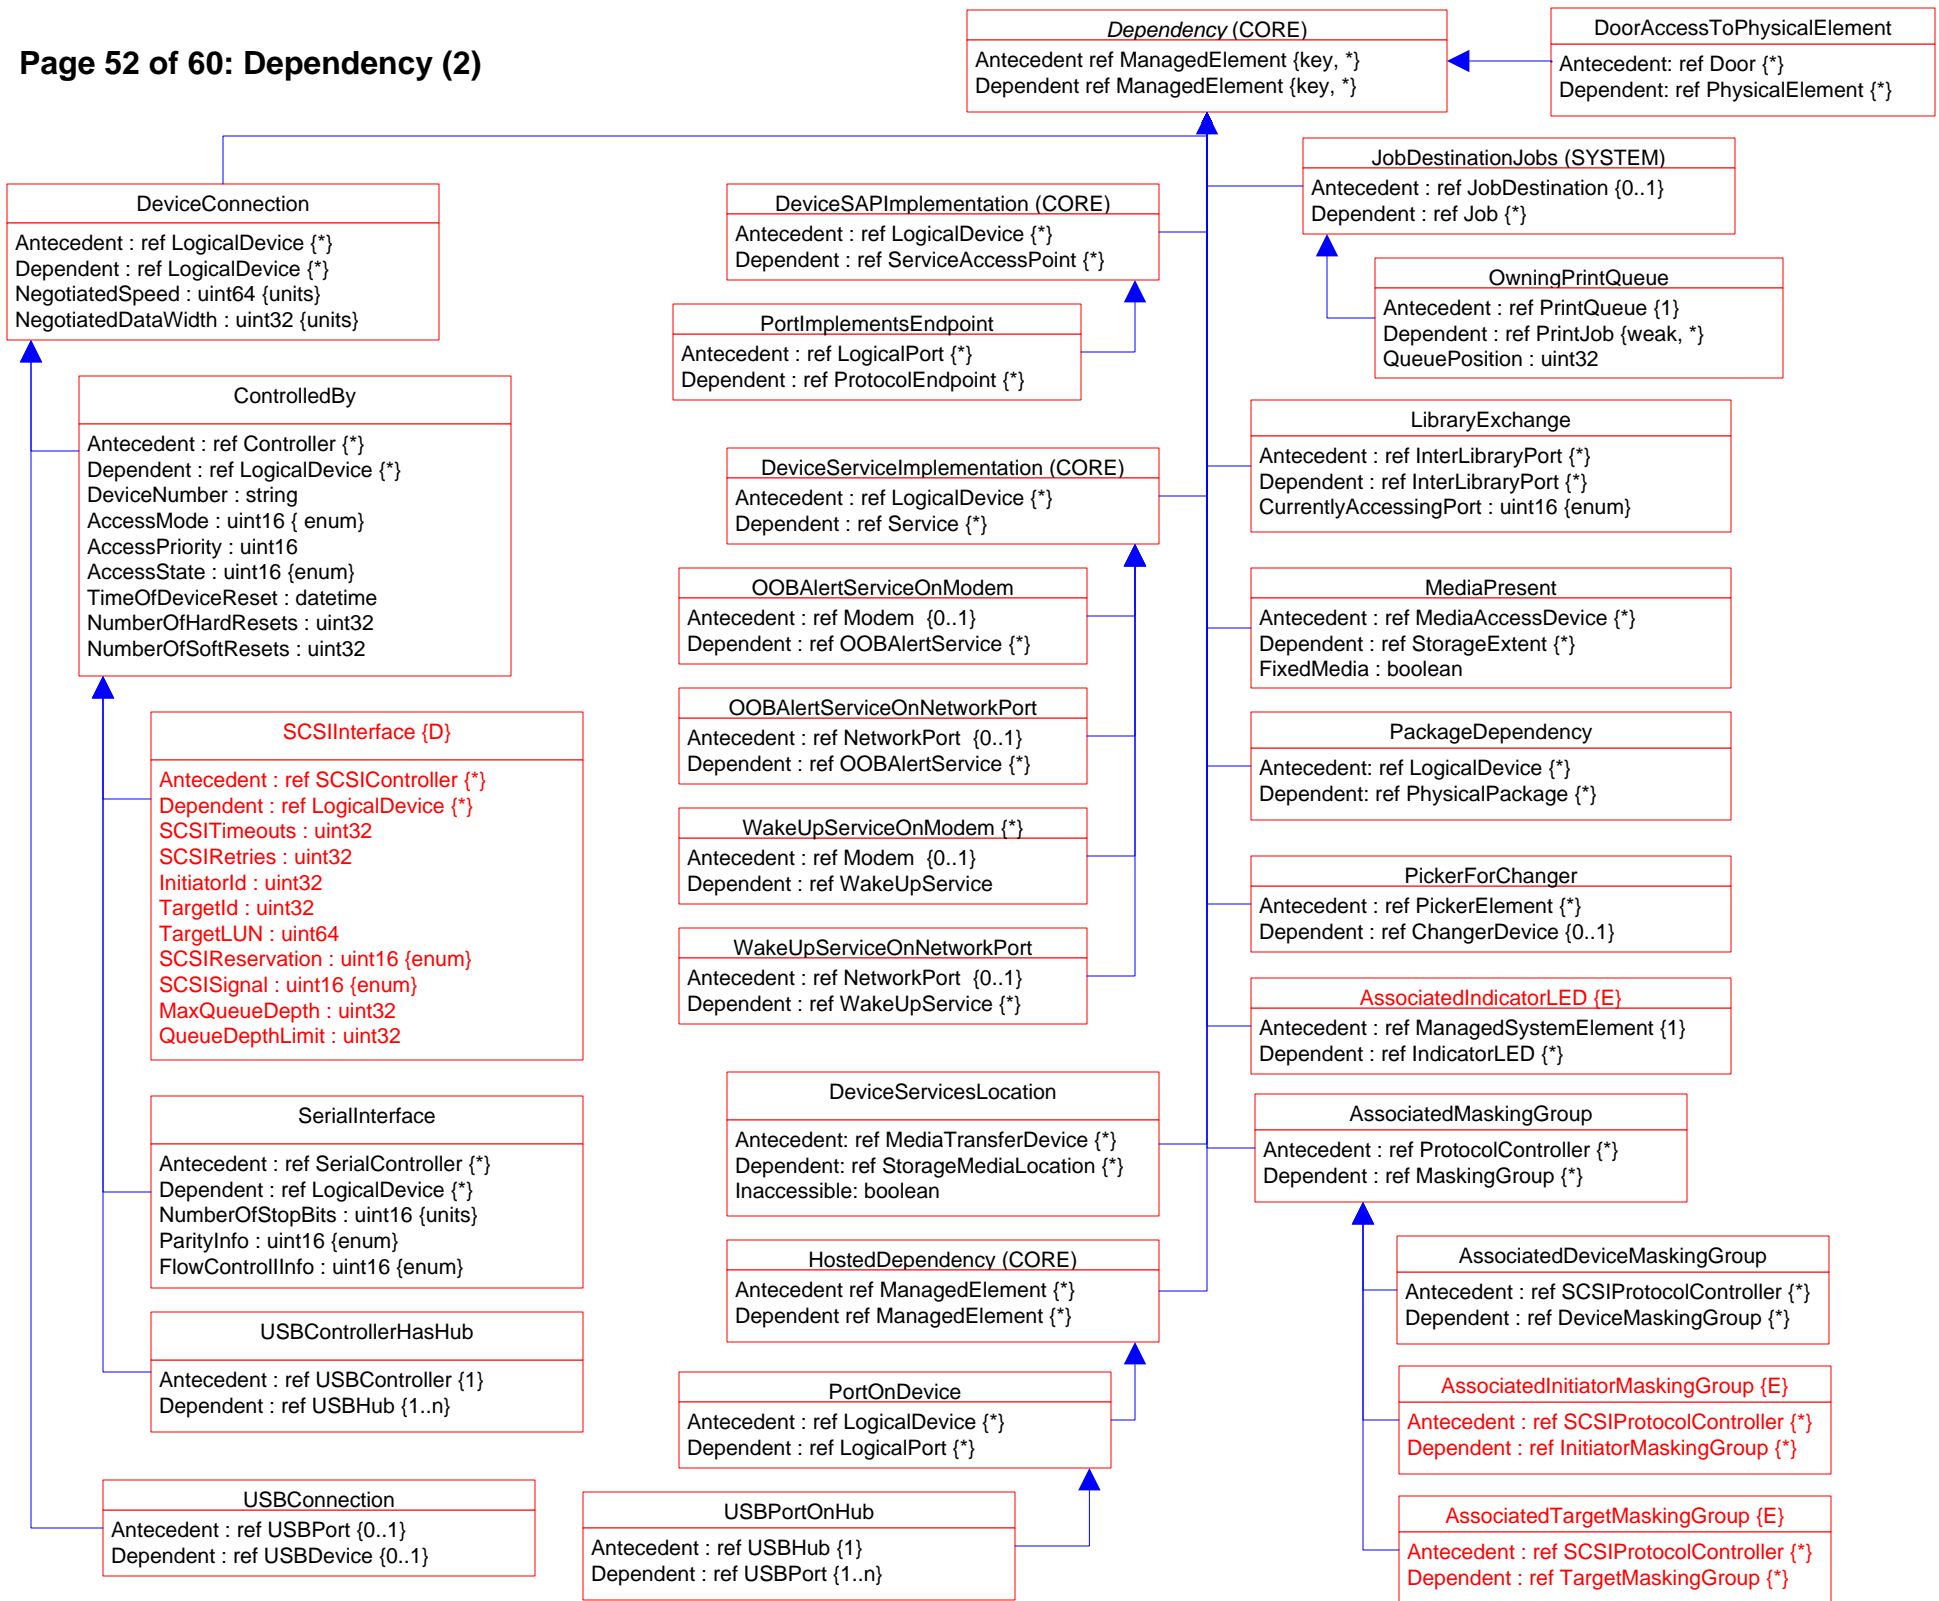 Page 52 of 60: Dependency (2)
Dependency (CORE)
Antecedent ref ManagedElement {key, *}
Dependent ref ManagedElement {key, *}
DoorAccessToPhysicalElement
Antecedent: ref Door {*}
Dependent: ref PhysicalElement {*}
DeviceConnection
Antecedent : ref LogicalDevice {*}
Dependent : ref LogicalDevice {*}
NegotiatedSpeed : uint64 {units}
NegotiatedDataWidth : uint32 {units}
ControlledBy
Antecedent : ref Controller {*}
Dependent : ref LogicalDevice {*}
DeviceNumber : string
AccessMode : uint16 { enum}
AccessPriority : uint16
AccessState : uint16 {enum}
TimeOfDeviceReset : datetime
NumberOfHardResets : uint32
NumberOfSoftResets : uint32
SCSIInterface {D}
Antecedent : ref SCSIController {*}
Dependent : ref LogicalDevice {*}
SCSITimeouts : uint32
SCSIRetries : uint32
InitiatorId : uint32
TargetId : uint32
TargetLUN : uint64
SCSIReservation : uint16 {enum}
SCSISignal : uint16 {enum}
MaxQueueDepth : uint32
QueueDepthLimit : uint32
SerialInterface
Antecedent : ref SerialController {*}
Dependent : ref LogicalDevice {*}
NumberOfStopBits : uint16 {units}
ParityInfo : uint16 {enum}
FlowControlInfo : uint16 {enum}
USBControllerHasHub
Antecedent : ref USBController {1}
Dependent : ref USBHub {1..n}
USBConnection
Antecedent : ref USBPort {0..1}
Dependent : ref USBDevice {0..1}
DeviceSAPImplementation (CORE)
Antecedent : ref LogicalDevice {*}
Dependent : ref ServiceAccessPoint {*}
PortImplementsEndpoint
Antecedent : ref LogicalPort {*}
Dependent : ref ProtocolEndpoint {*}
DeviceServiceImplementation (CORE)
Antecedent : ref LogicalDevice {*}
Dependent : ref Service {*}
OOBAlertServiceOnModem
Antecedent : ref Modem {0..1}
Dependent : ref OOBAlertService {*}
OOBAlertServiceOnNetworkPort
Antecedent : ref NetworkPort {0..1}
Dependent : ref OOBAlertService {*}
WakeUpServiceOnModem {*}
Antecedent : ref Modem {0..1}
Dependent : ref WakeUpService
WakeUpServiceOnNetworkPort
Antecedent : ref NetworkPort {0..1}
Dependent : ref WakeUpService {*}
DeviceServicesLocation
Antecedent: ref MediaTransferDevice {*}
Dependent: ref StorageMediaLocation {*}
Inaccessible: boolean
HostedDependency (CORE)
Antecedent ref ManagedElement {*}
Dependent ref ManagedElement {*}
PortOnDevice
Antecedent : ref LogicalDevice {*}
Dependent : ref LogicalPort {*}
USBPortOnHub
Antecedent : ref USBHub {1}
Dependent : ref USBPort {1..n}
JobDestinationJobs (SYSTEM)
Antecedent : ref JobDestination {0..1}
Dependent : ref Job {*}
OwningPrintQueue
Antecedent : ref PrintQueue {1}
Dependent : ref PrintJob {weak, *}
QueuePosition : uint32
LibraryExchange
Antecedent : ref InterLibraryPort {*}
Dependent : ref InterLibraryPort {*}
CurrentlyAccessingPort : uint16 {enum}
MediaPresent
Antecedent : ref MediaAccessDevice {*}
Dependent : ref StorageExtent {*}
FixedMedia : boolean
PackageDependency
Antecedent: ref LogicalDevice {*}
Dependent: ref PhysicalPackage {*}
PickerForChanger
Antecedent : ref PickerElement {*}
Dependent : ref ChangerDevice {0..1}
AssociatedIndicatorLED {E}
Antecedent : ref ManagedSystemElement {1}
Dependent : ref IndicatorLED {*}
AssociatedMaskingGroup
Antecedent : ref ProtocolController {*}
Dependent : ref MaskingGroup {*}
AssociatedDeviceMaskingGroup
Antecedent : ref SCSIProtocolController {*}
Dependent : ref DeviceMaskingGroup {*}
AssociatedInitiatorMaskingGroup {E}
Antecedent : ref SCSIProtocolController {*}
Dependent : ref InitiatorMaskingGroup {*}
AssociatedTargetMaskingGroup {E}
Antecedent : ref SCSIProtocolController {*}
Dependent : ref TargetMaskingGroup {*}